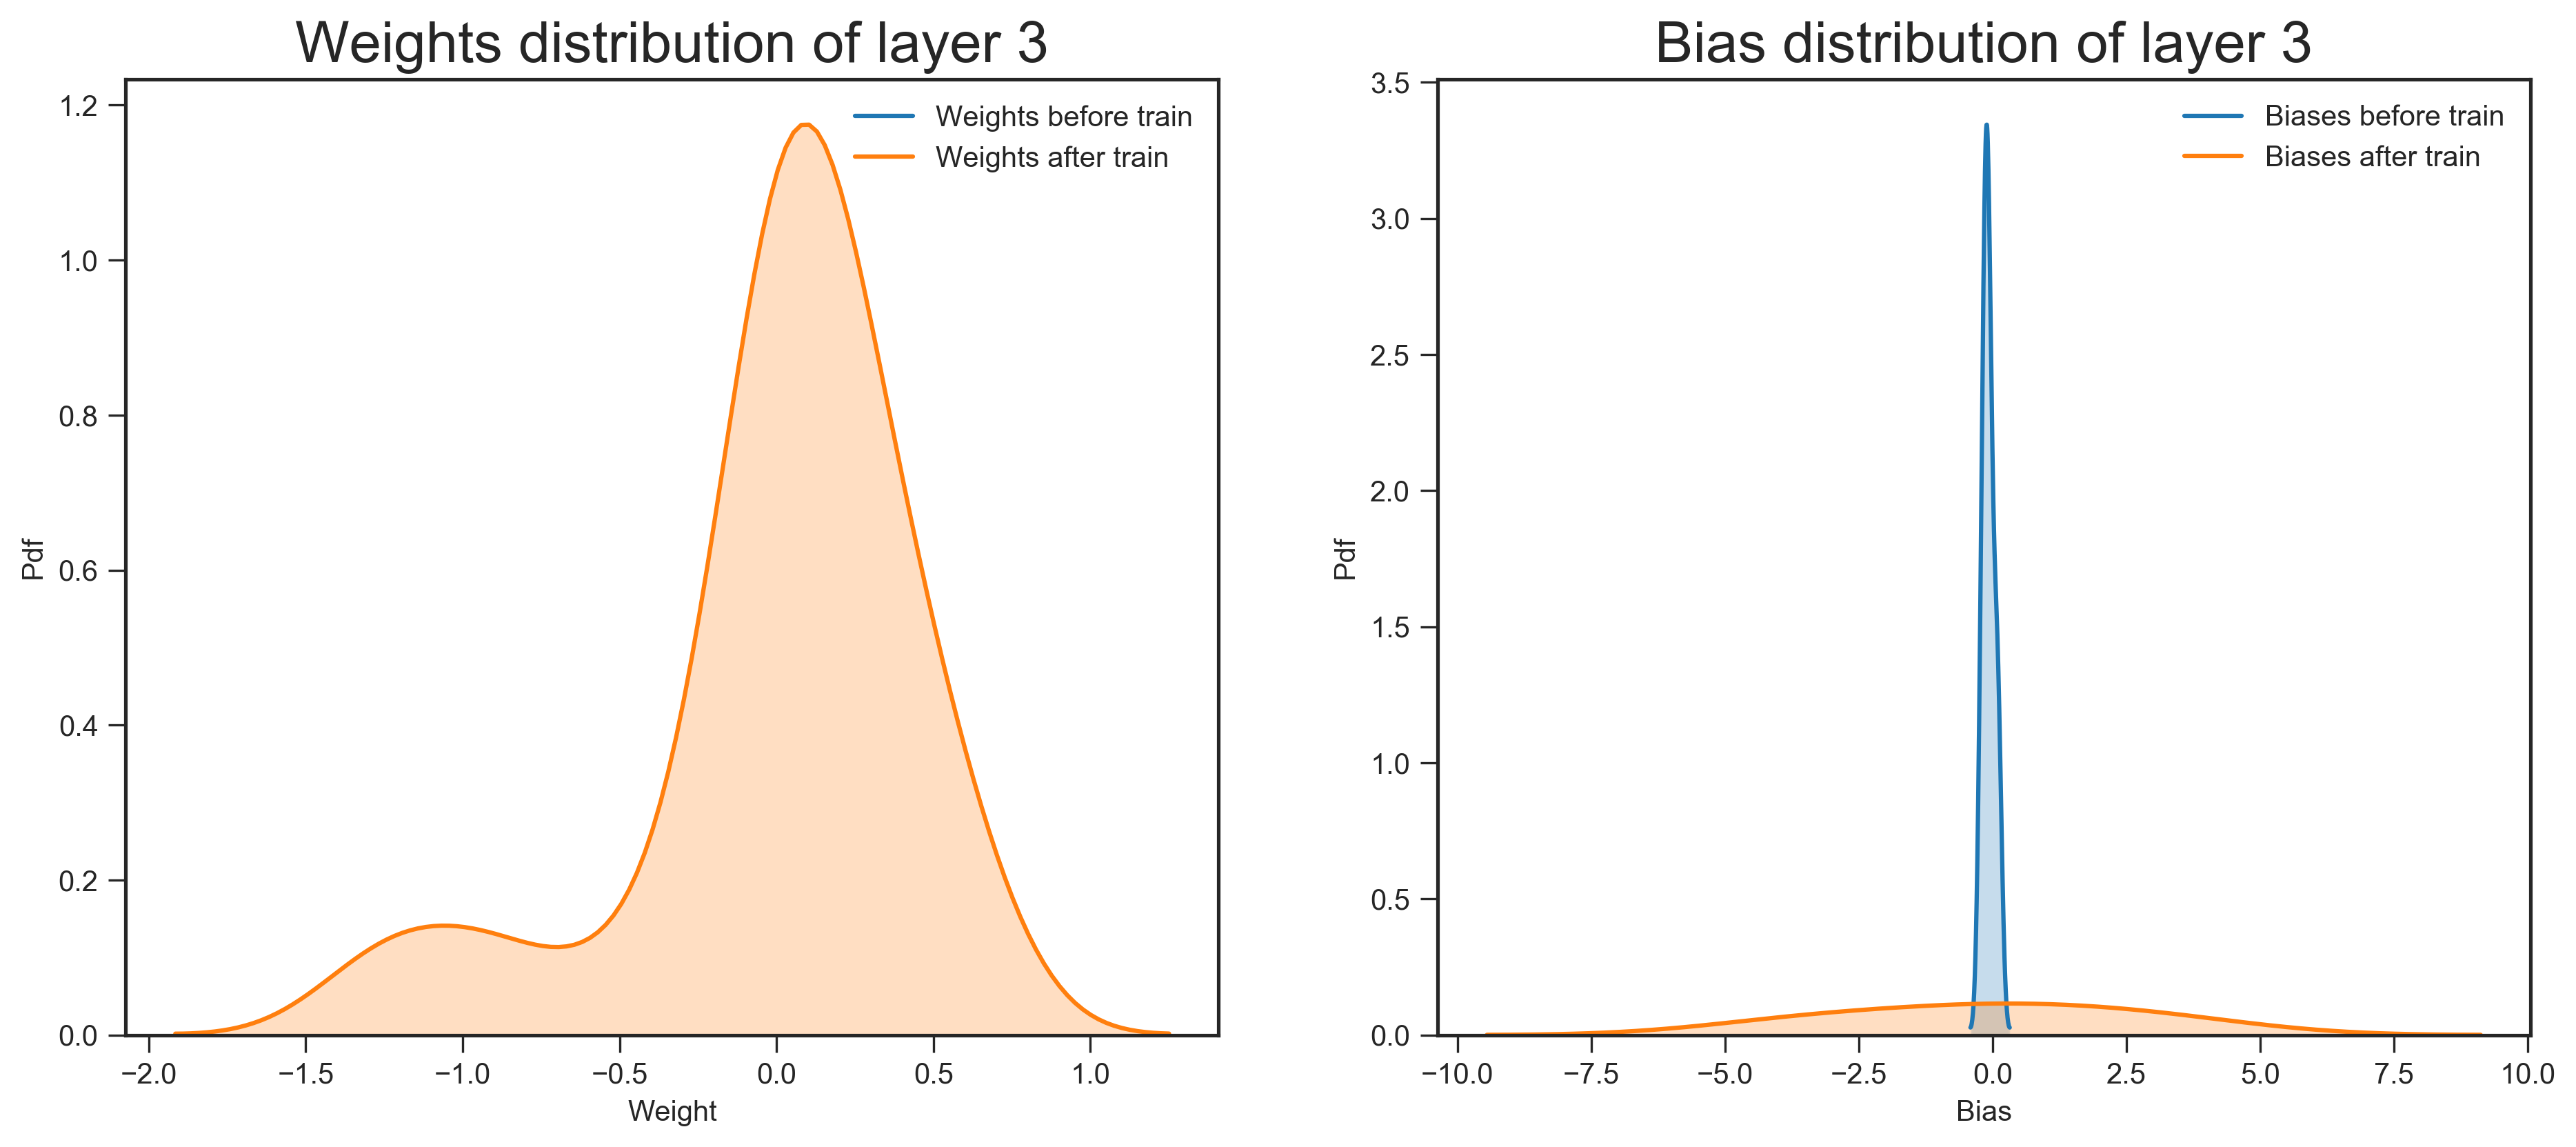 Weights distribution of layer 3
1.2
1.0
0.8
0.6
0.4
0.2
0.0
Pdf
Weights before train
Weights after train
−2.0 −1.5 −1.0 −0.5 0.0 0.5 1.0
Weight
Bias distribution of layer 3
3.5
3.0
2.5
2.0
1.5
1.0
0.5
0.0
Pdf
Biases before train
Biases after train
−10.0 −7.5 −5.0 −2.5 0.0 2.5 5.0 7.5 10.0
Bias